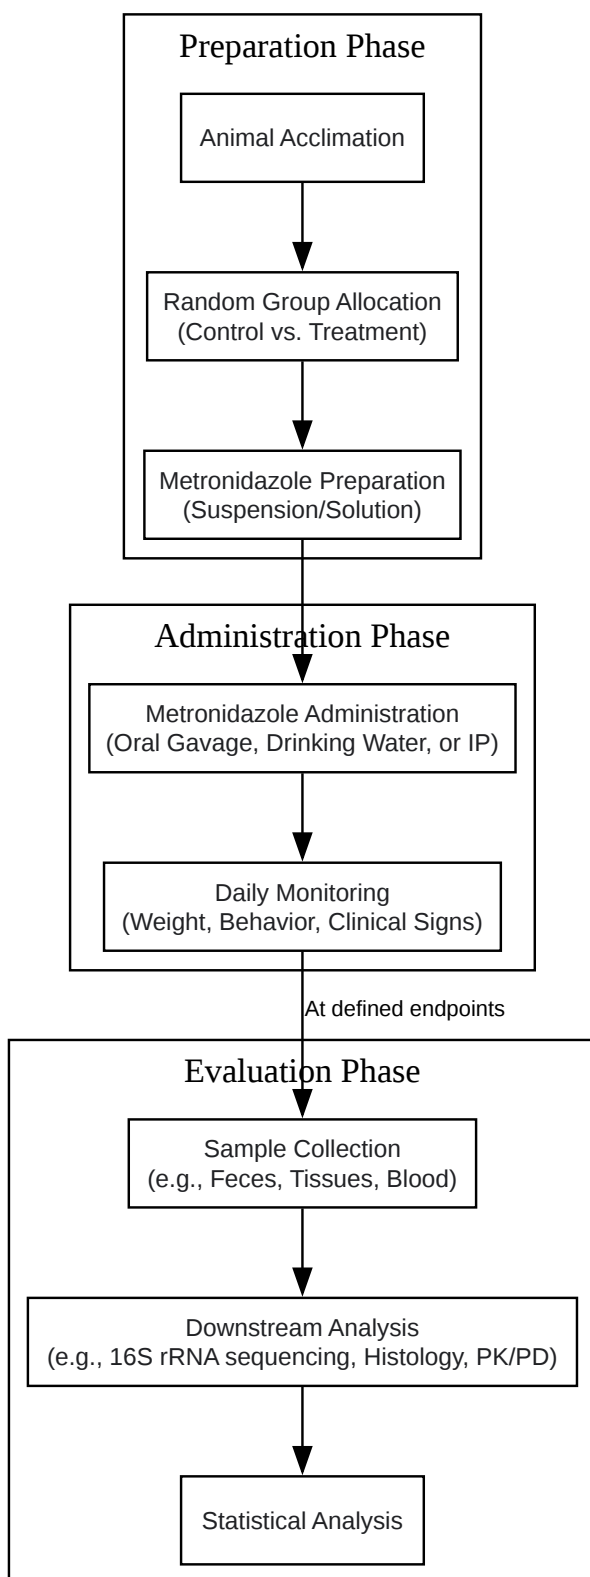 Preparation Phase
Animal Acclimation
Random Group Allocation
(Control vs. Treatment)
Metronidazole Preparation
(Suspension/Solution)
Administration Phase
Metronidazole Administration
(Oral Gavage, Drinking Water, or IP)
Daily Monitoring
(Weight, Behavior, Clinical Signs)
At defined endpoints
Evaluation Phase
Sample Collection
(e.g., Feces, Tissues, Blood)
Downstream Analysis
(e.g., 16S rRNA sequencing, Histology, PK/PD)
Statistical Analysis